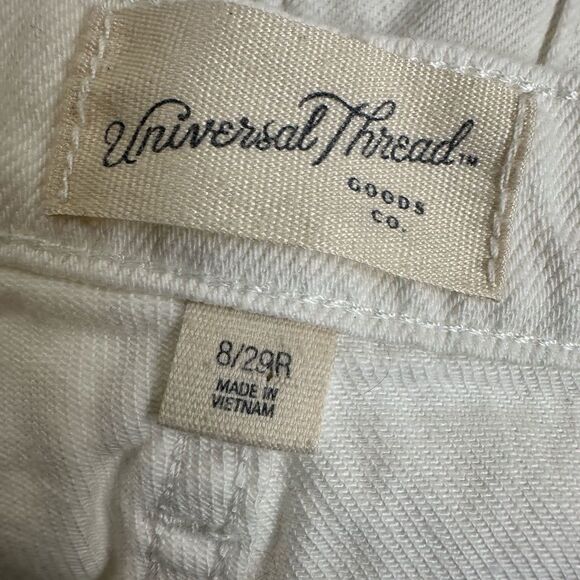 Universal Thread™
GOODS
CO.
8/29R
MADE IN
VIETNAM